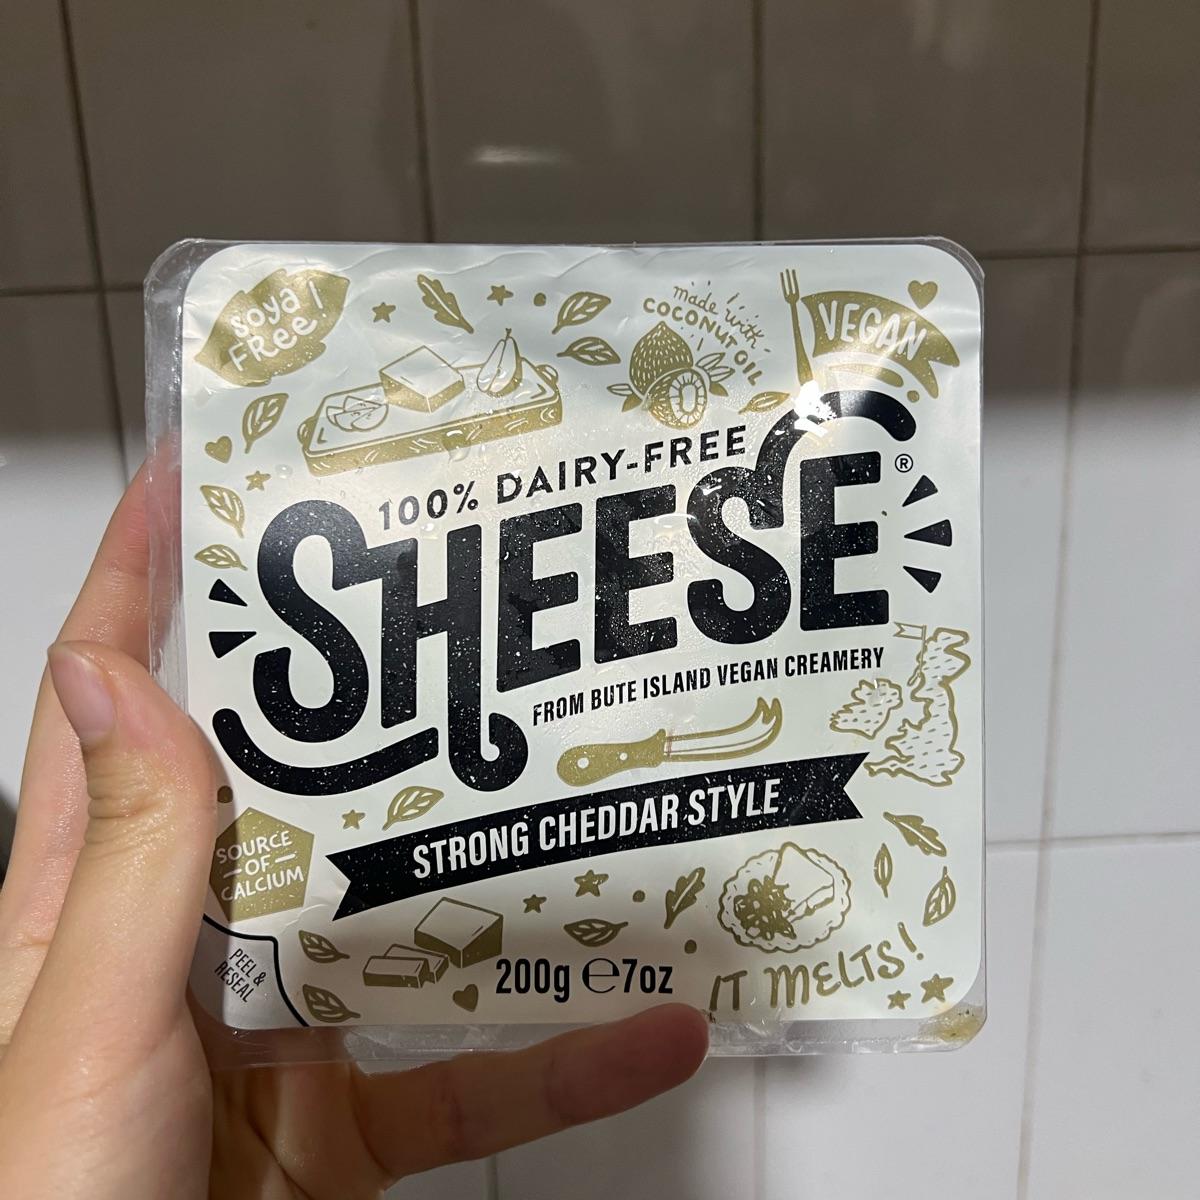 Soya
FRee!
made with
COCONUT OIL
VEGAN
100% DAIRY-FREE
SHEESE®
FROM BUTE ISLAND VEGAN CREAMERY
STRONG CHEDDAR STYLE
SOURCE
OF
CALCIUM
PEEL &
RESEAL
200g ℮ 7oz
IT MELTS!